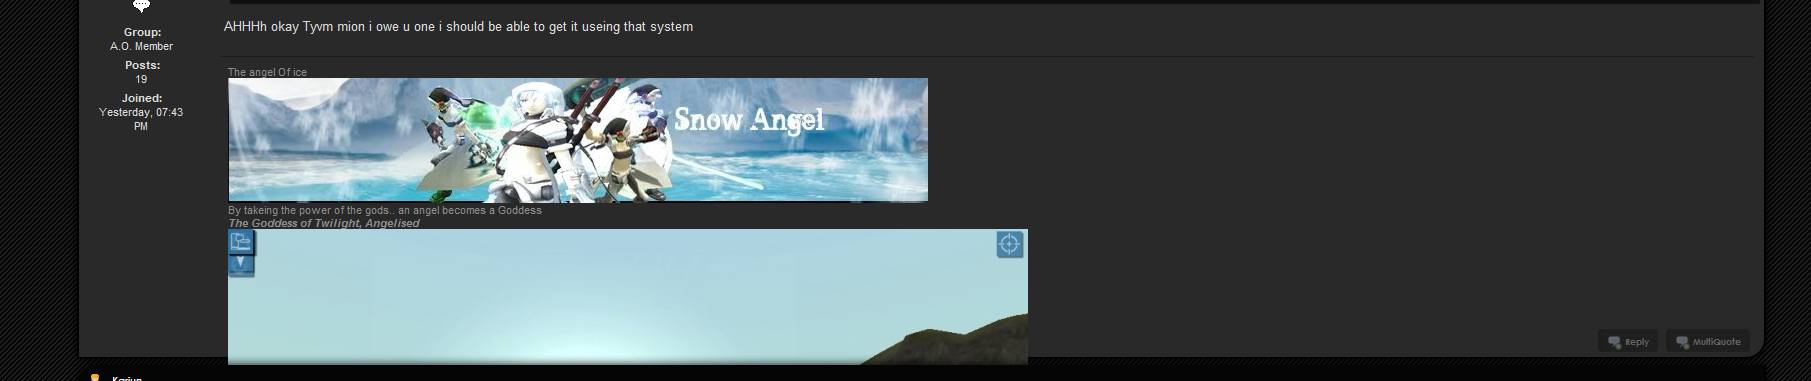 AHHHh okay Tyvm mion i owe u one i should be able to get it useing that system
Group:
A.O. Member
Posts:
19
Joined:
Yesterday, 07:43
PM
The angel Of ice
Snow Angel
By takeing the power of the gods.. an angel becomes a Goddess
The Goddess of Twilight, Angelised
Reply
MultiQuote